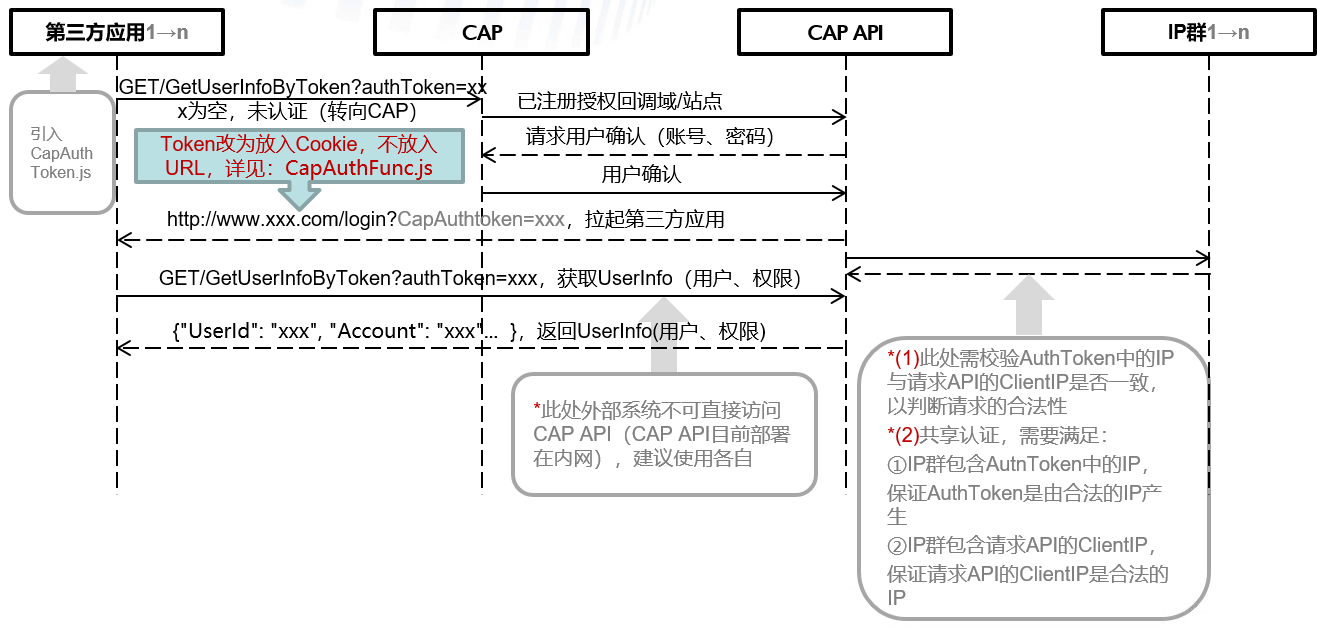 第三方应用1→n
CAP
CAP API
IP群1→n
GET/GetUserInfoByToken?authToken=xx
x为空，未认证（转向CAP）
已注册授权回调域/站点
请求用户确认（账号、密码）
引入
CapAuth
Token.js
Token改为放入Cookie，不放入
URL，详见：CapAuthFunc.js
用户确认
http://www.xxx.com/login?CapAuthtoken=xxx，拉起第三方应用
GET/GetUserInfoByToken?authToken=xxx，获取UserInfo（用户、权限）
{"UserId": "xxx", "Account": "xxx"... }，返回UserInfo(用户、权限)
*此处外部系统不可直接访问
CAP API（CAP API目前部署
在内网），建议使用各自
*(1)此处需校验AuthToken中的IP
与请求API的ClientIP是否一致，
以判断请求的合法性
*(2)共享认证，需要满足：
①IP群包含AutnToken中的IP，
保证AuthToken是由合法的IP产
生
②IP群包含请求API的ClientIP，
保证请求API的ClientIP是合法的
IP